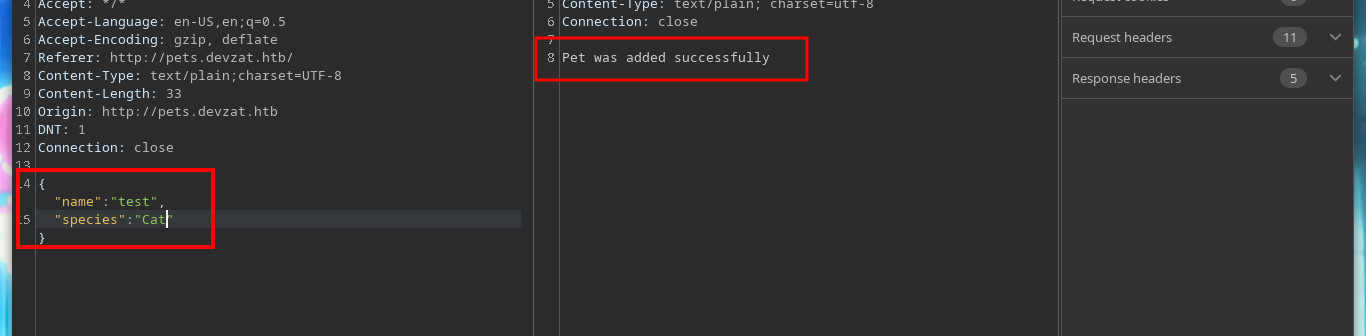 4 Accept: */*
5 Accept-Language: en-US,en;q=0.5
6 Accept-Encoding: gzip, deflate
7 Referer: http://pets.devzat.htb/
8 Content-Type: text/plain;charset=UTF-8
9 Content-Length: 33
10 Origin: http://pets.devzat.htb
11 DNT: 1
12 Connection: close
13
14 {
"name":"test",
15 "species":"Cat"
}
5 Content-Type: text/plain; charset=utf-8
6 Connection: close
7
8 Pet was added successfully
Request cookies 0
Request headers 11
Response headers 5